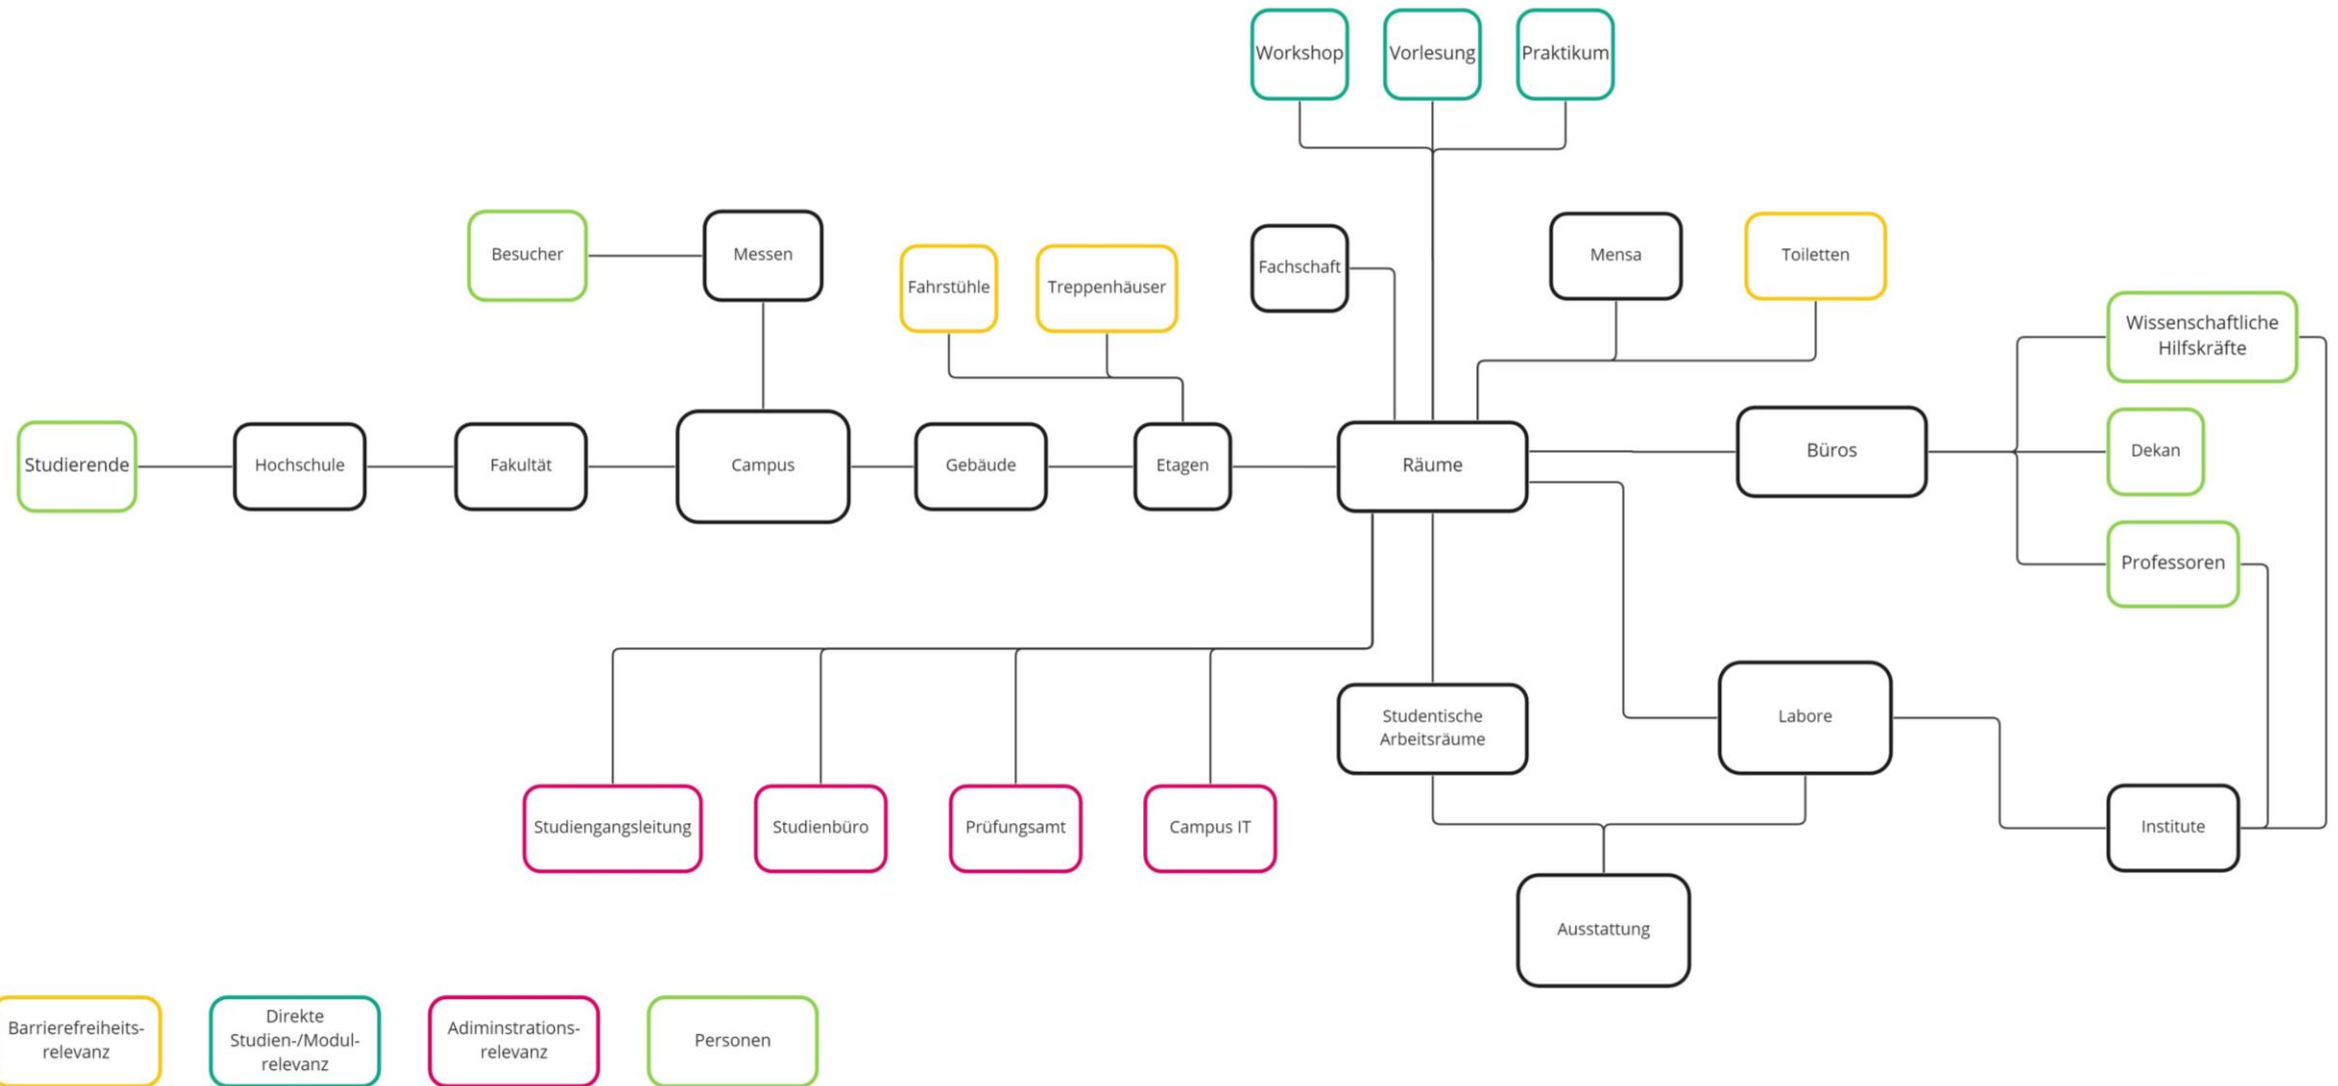 Workshop
Vorlesung
Praktikum
Besucher
Messen
Fahrstühle
Treppenhäuser
Fachschaft
Mensa
Toiletten
Wissenschaftliche
Hilfskräfte
Studierende
Hochschule
Fakultät
Campus
Gebäude
Etagen
Räume
Büros
Dekan
Professoren
Studentische
Arbeitsräume
Labore
Studiengangsleitung
Studienbüro
Prüfungsamt
Campus IT
Institute
Ausstattung
Barrierefreiheits-
relevanz
Direkte
Studien-/Modul-
relevanz
Adiminstrations-
relevanz
Personen